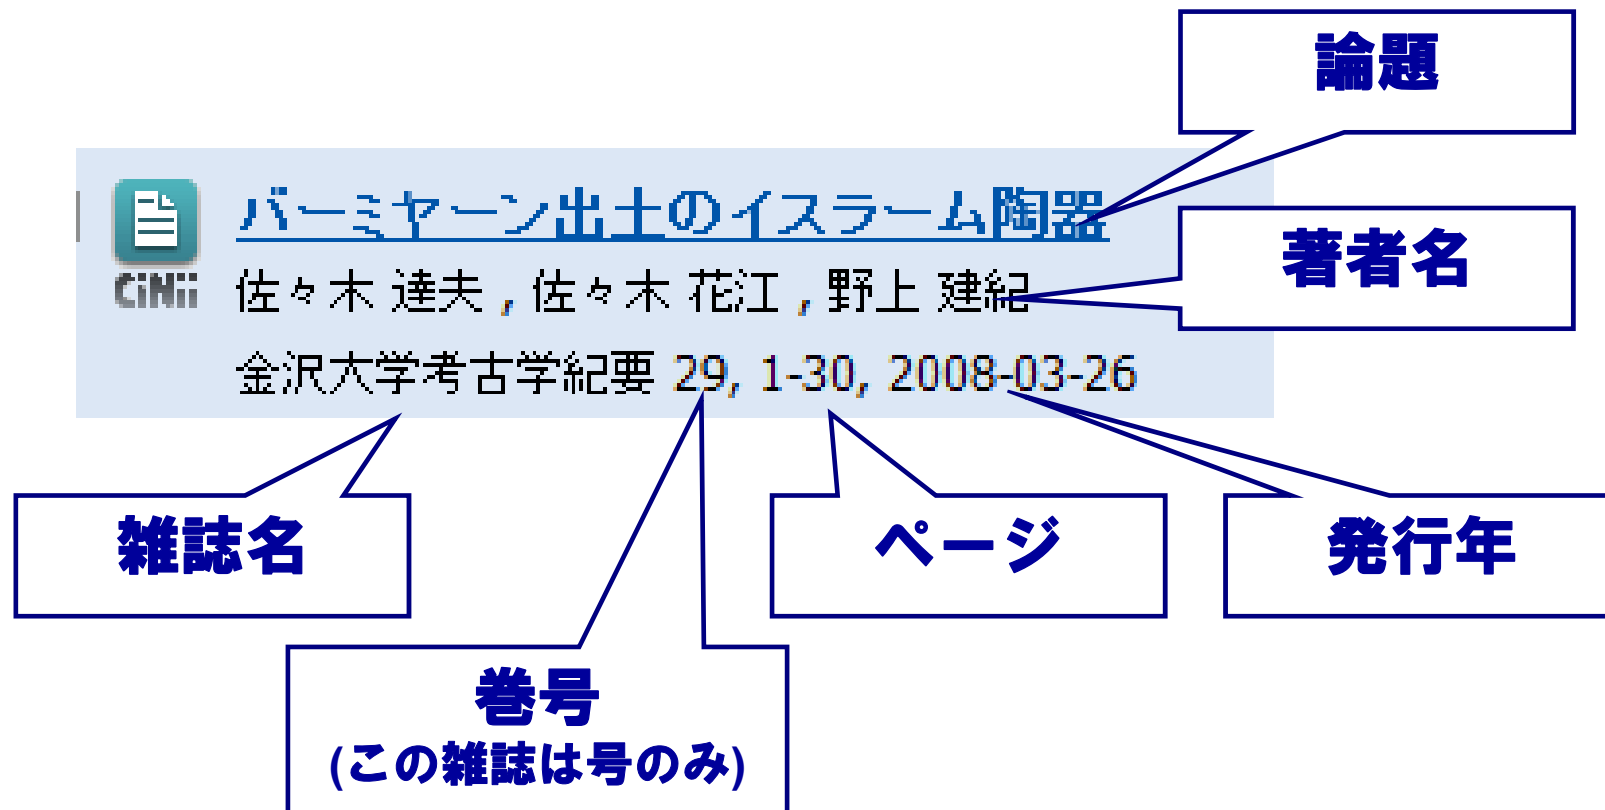 論題
バーミヤーン出土のイスラーム陶器
著者名
CiNii
佐々木 達夫 , 佐々木 花江 , 野上 建紀
金沢大学考古学紀要 29, 1-30, 2008-03-26
雑誌名
ページ
発行年
巻号
(この雑誌は号のみ)